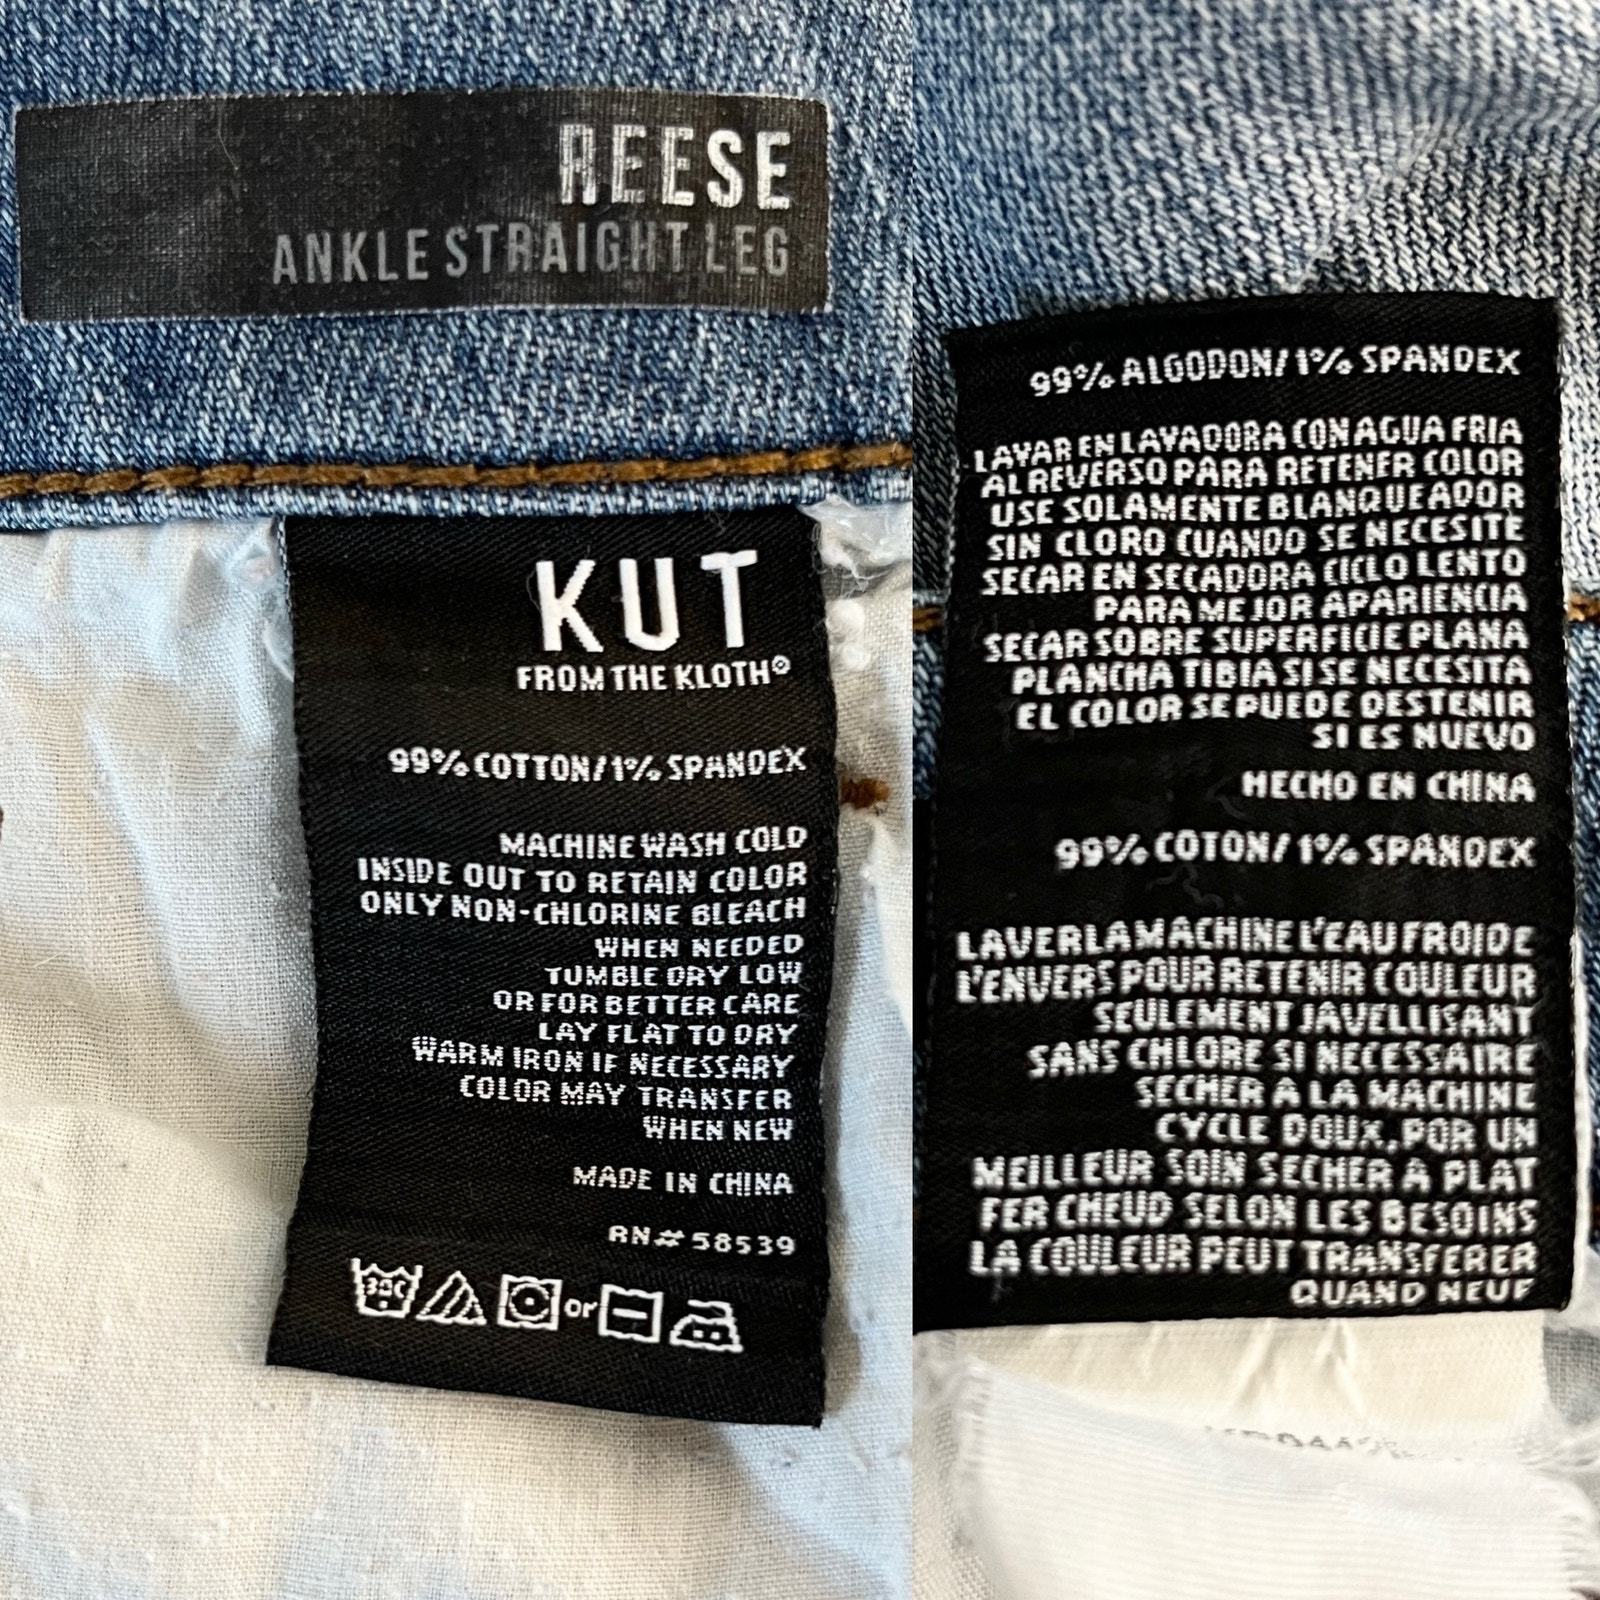 REESE
ANKLE STRAIGHT LEG
KUT
FROM THE KLOTH®
99% COTTON/1% SPANDEX
MACHINE WASH COLD
INSIDE OUT TO RETAIN COLOR
ONLY NON-CHLORINE BLEACH
WHEN NEEDED
TUMBLE DRY LOW
OR FOR BETTER CARE
LAY FLAT TO DRY
WARM IRON IF NECESSARY
COLOR MAY TRANSFER
WHEN NEW
MADE IN CHINA
RN# 58539
30C or
99% ALGODON/1% SPANDEX
LAVAR EN LAVADORA CON AGUA FRIA
AL REVERSO PARA RETENER COLOR
USE SOLAMENTE BLANQUEADOR
SIN CLORO CUANDO SE NECESITE
SECAR EN SECADORA CICLO LENTO
PARA MEJOR APARIENCIA
SECAR SOBRE SUPERFICIE PLANA
PLANCHA TIBIA SI SE NECESITA
EL COLOR SE PUEDE DESTENIR
SI ES NUEVO
HECHO EN CHINA
99% COTON/1% SPANDEX
LAVER LA MACHINE L'EAU FROIDE
L'ENVERS POUR RETENIR COULEUR
SEULEMENT JAVELLISANT
SANS CHLORE SI NECESSAIRE
SECHER A LA MACHINE
CYCLE DOUX, POR UN
MEILLEUR SOIN SECHER A PLAT
FER CHEUD SELON LES BESOINS
LA COULEUR PEUT TRANSFERER
QUAND NEUF